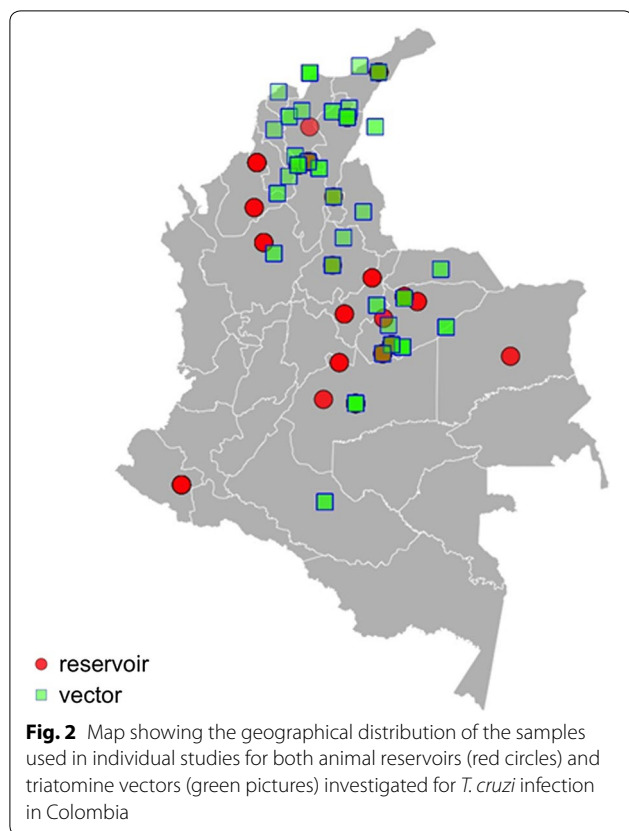 reservoir
vector
Fig. 2 Map showing the geographical distribution of the samples
used in individual studies for both animal reservoirs (red circles) and
triatomine vectors (green pictures) investigated for T. cruzi infection
in Colombia